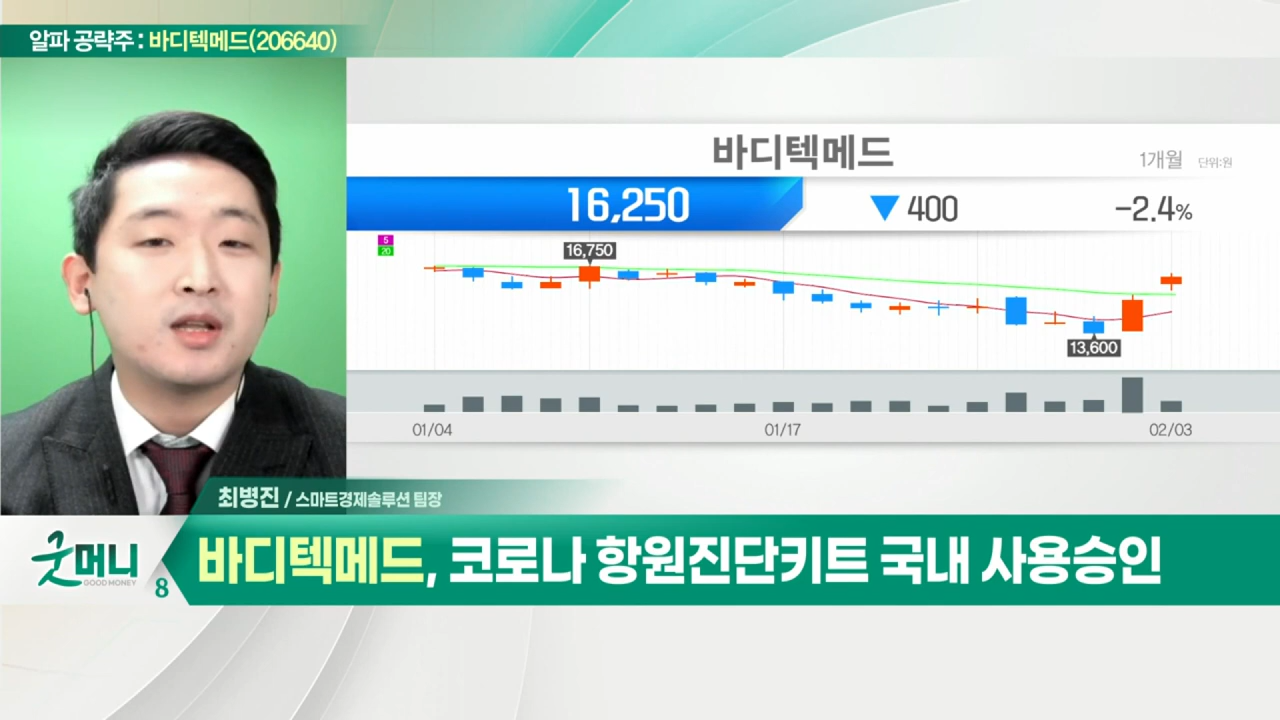 알파 공략주 : 바디텍메드(206640)
바디텍메드
1개월 단위:원
16,250 ▼ 400 -2.4%
5
20
16,750
13,600
01/04 01/17 02/03
최병진 / 스마트경제솔루션 팀장
굿머니
GOOD MONEY
8
바디텍메드, 코로나 항원진단키트 국내 사용승인